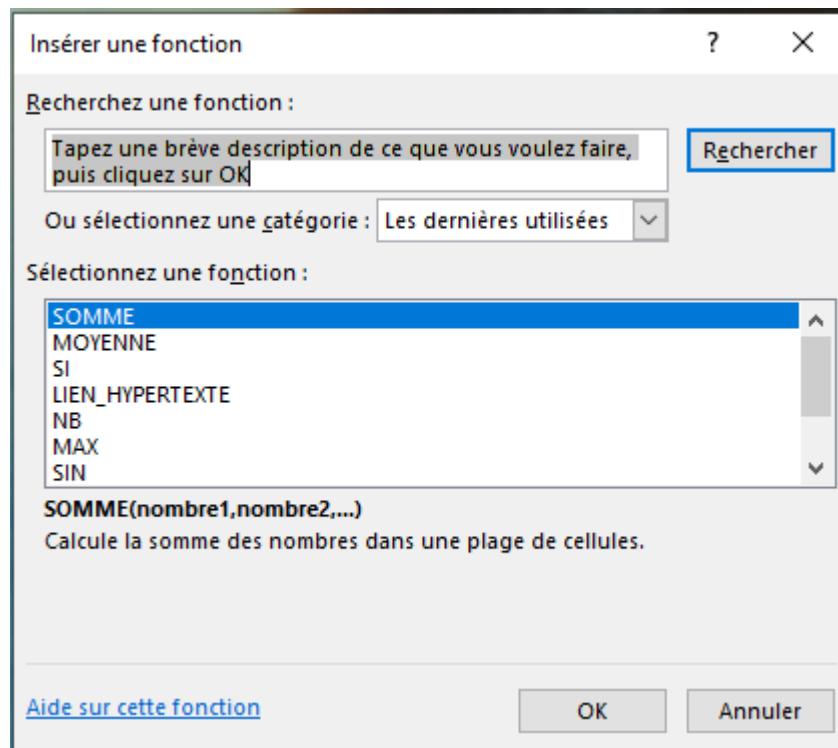 Insérer une fonction
?
Recherchez une fonction :
Tapez une brève description de ce que vous voulez faire,
puis cliquez sur OK
Rechercher
Ou sélectionnez une catégorie : Les dernières utilisées
Sélectionnez une fonction :
SOMME
MOYENNE
SI
LIEN_HYPERTEXTE
NB
MAX
SIN
SOMME(nombre1,nombre2,...)
Calcule la somme des nombres dans une plage de cellules.
Aide sur cette fonction
OK
Annuler